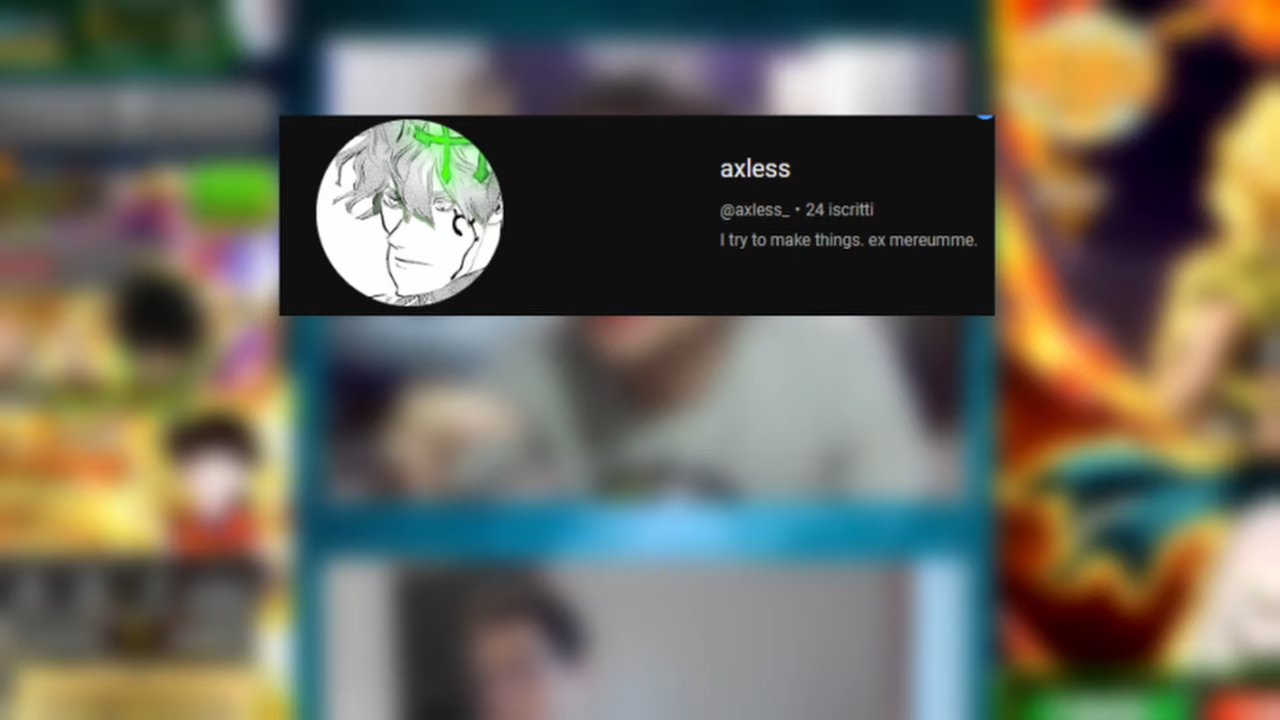 axless
@axless_ • 24 iscritti
I try to make things. ex mereumme.